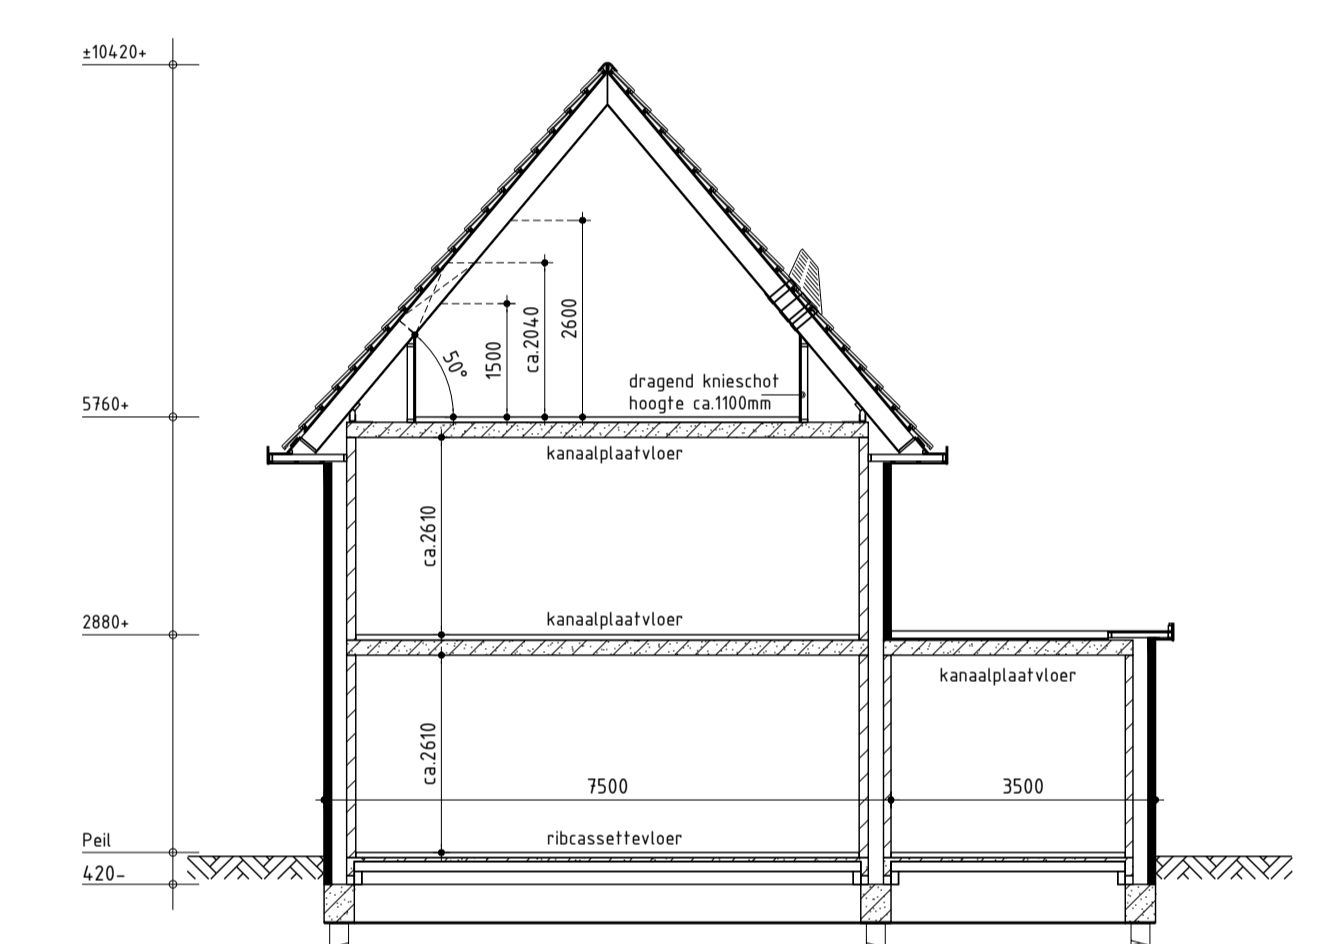 ±10420+
2600
ca.2040
1500
50°
dragend knieschot
hoogte ca.1100mm
5760+
kanaalplaatvloer
ca.2610
kanaalplaatvloer
2880+
kanaalplaatvloer
ca.2610
7500
3500
ribcassettevloer
Peil
420-